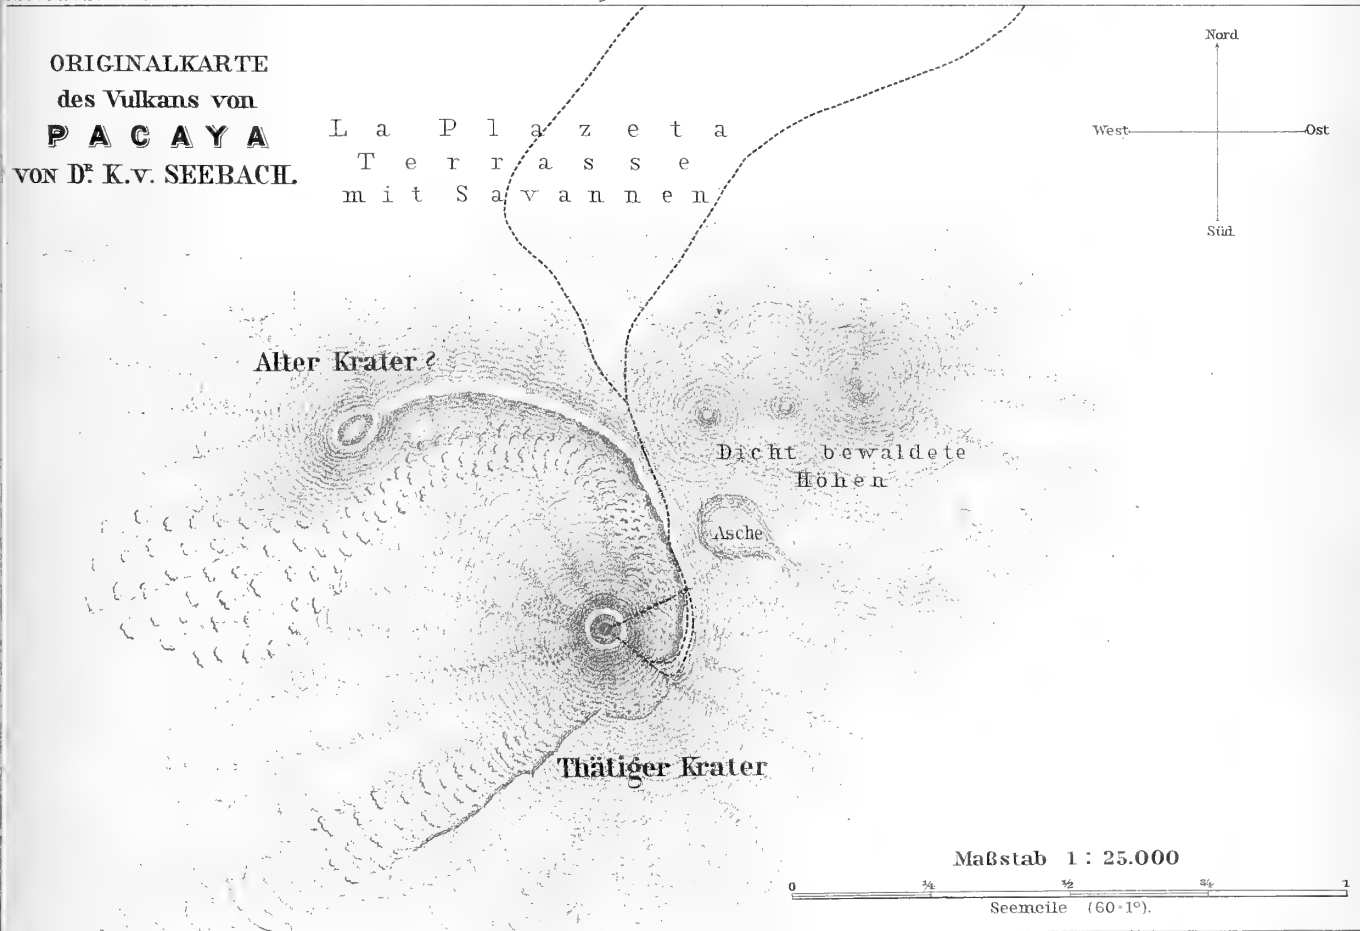 ORIGINALKARTE
des Vulkans von
PACAYA
VON DR. K.v. SEEBACH.
La Plazeta
Terrasse
mit Savannen
Nord
West
Ost
Süd
Alter Krater?
Dicht bewaldete
Höhen
Asche
Thätiger Krater
Maßstab 1 : 25.000
0 ¼ ½ ¾ 1
Seemeile (60=1°).